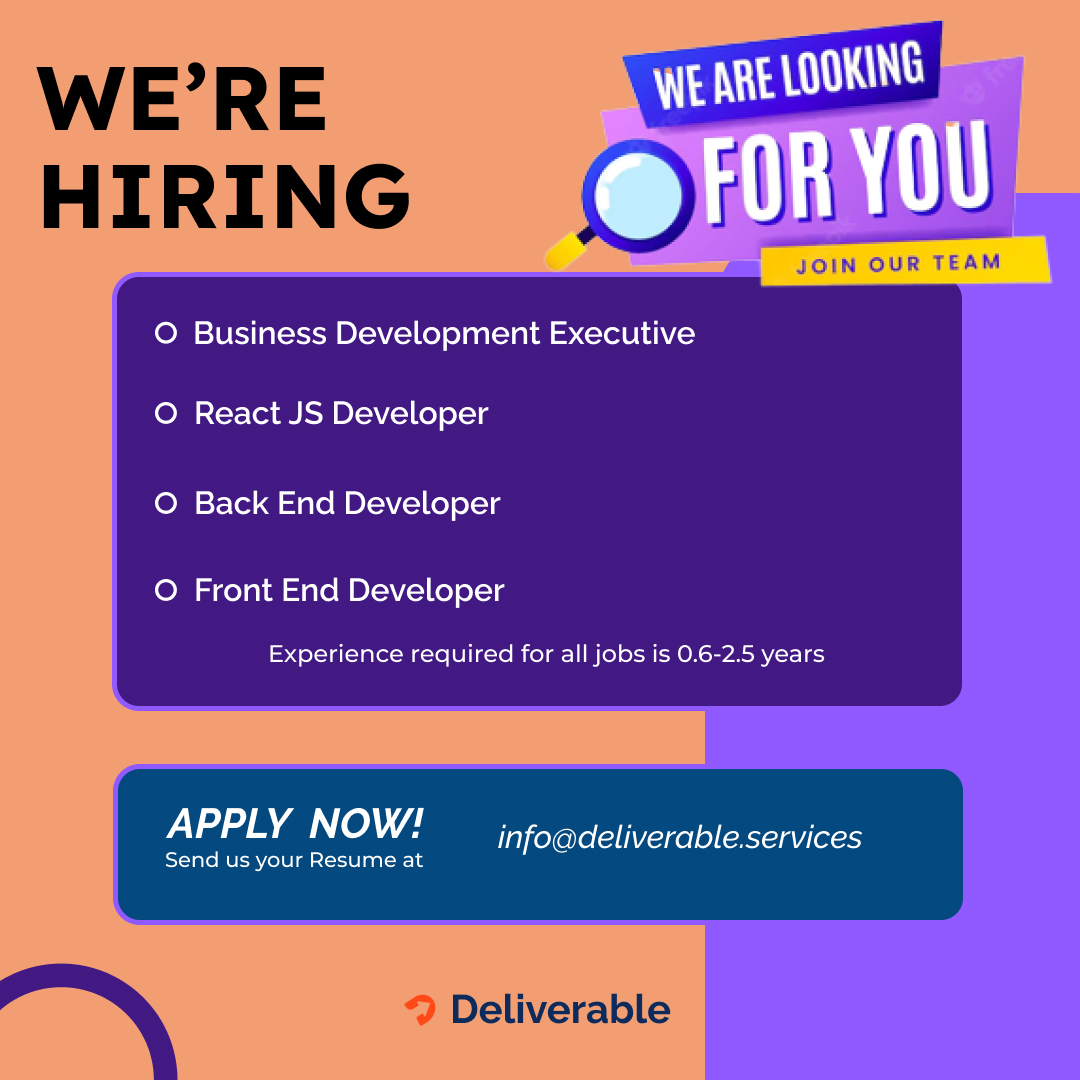 WE'RE
HIRING
WE ARE LOOKING
FOR YOU
JOIN OUR TEAM
Business Development Executive
React JS Developer
Back End Developer
Front End Developer
Experience required for all jobs is 0.6-2.5 years
APPLY NOW!
Send us your Resume at
info@deliverable.services
Deliverable